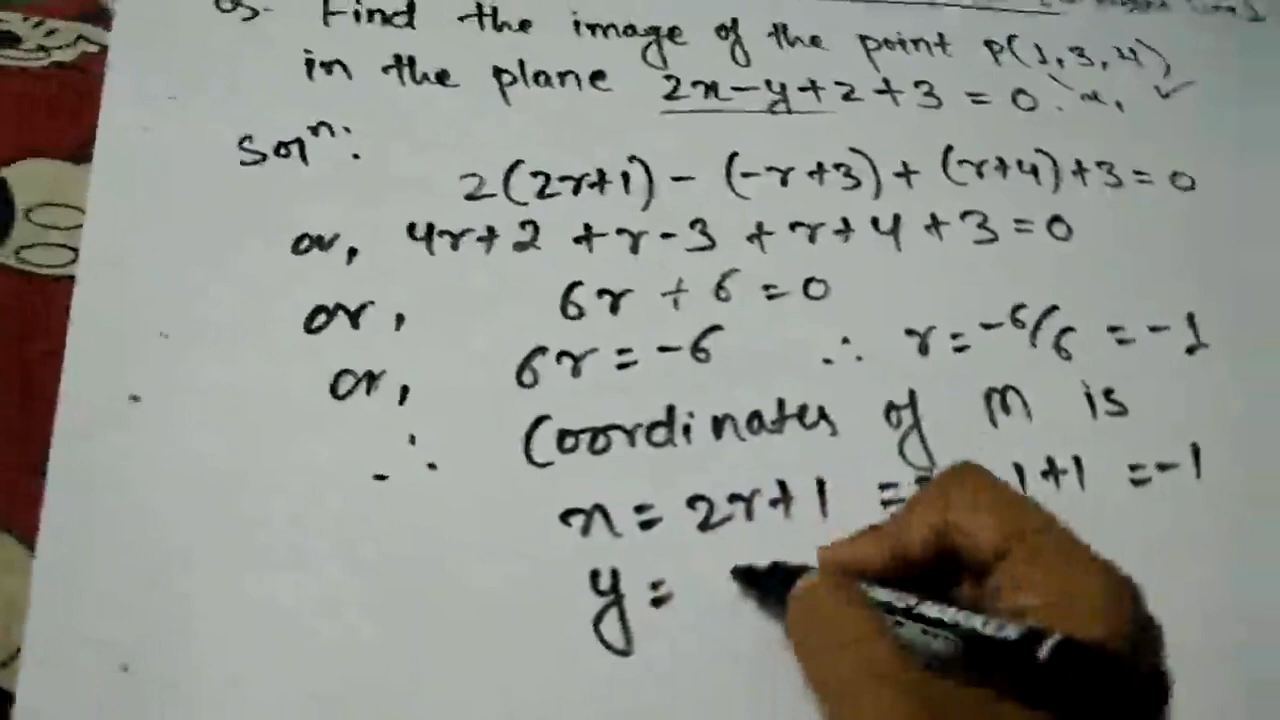 Find the image of the point P(1,3,4)
in the plane 2x-y+z+3=0.
Solⁿ:
2(2r+1)-(-r+3)+(r+4)+3=0
or, 4r+2+r-3+r+4+3=0
or, 6r+6=0
or, 6r=-6 ∴ r=-6/6=-1
∴ Coordinates of M is
x=2r+1 = 1+1=-1
y=